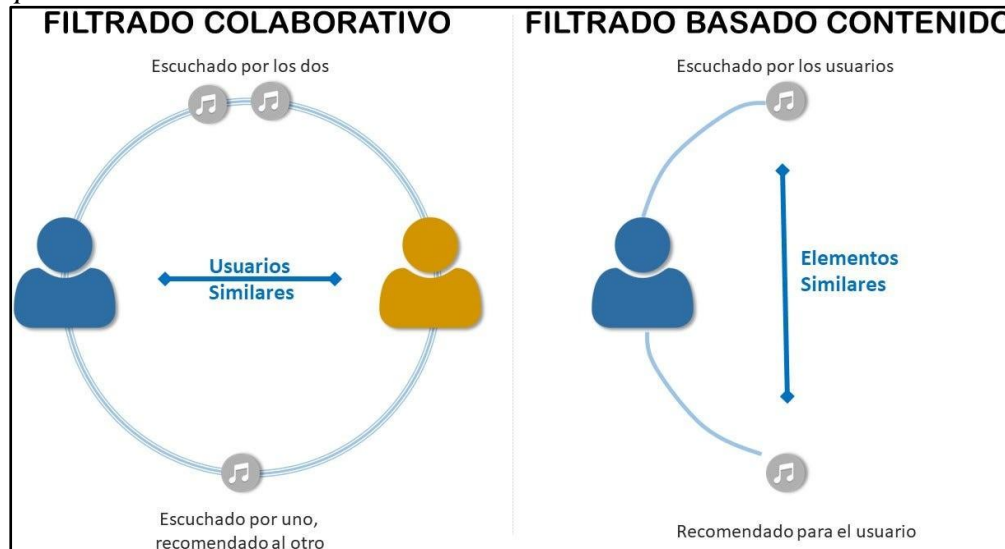 FILTRADO COLABORATIVO
Escuchado por los dos
Usuarios
Similares
Escuchado por uno,
recomendado al otro
FILTRADO BASADO CONTENIDO
Escuchado por los usuarios
Elementos
Similares
Recomendado para el usuario